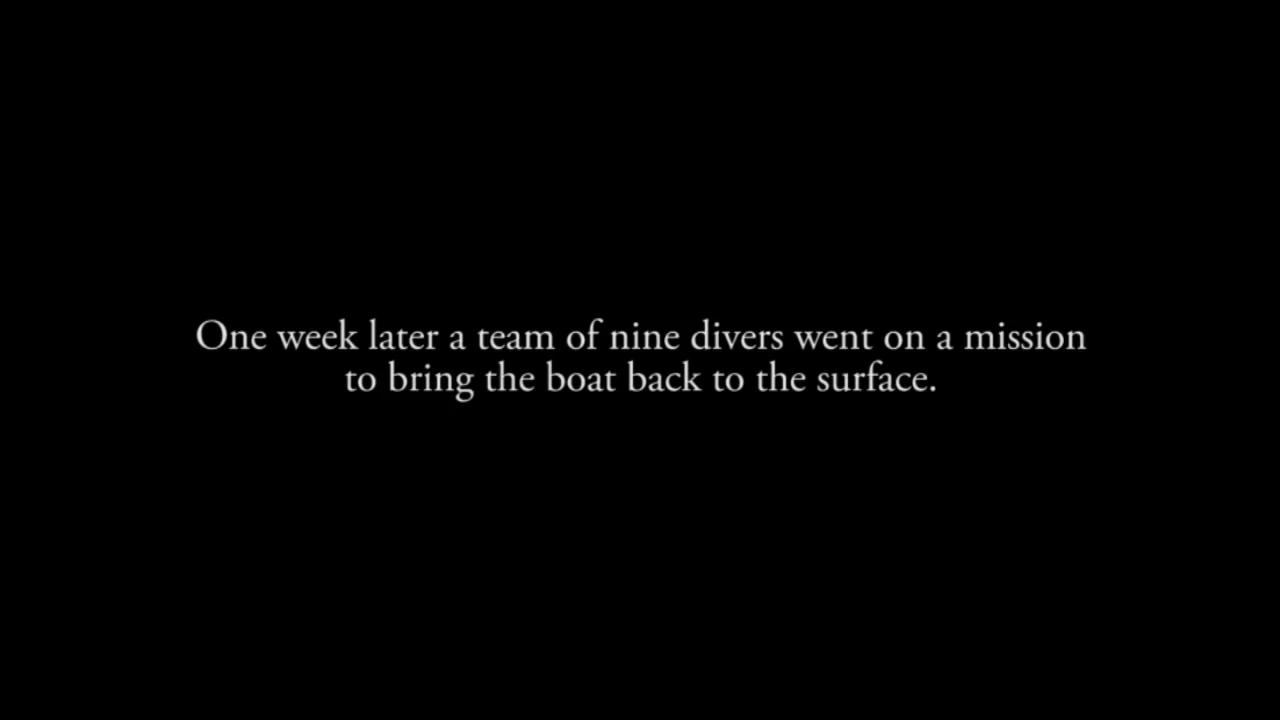 One week later a team of nine divers went on a mission
to bring the boat back to the surface.